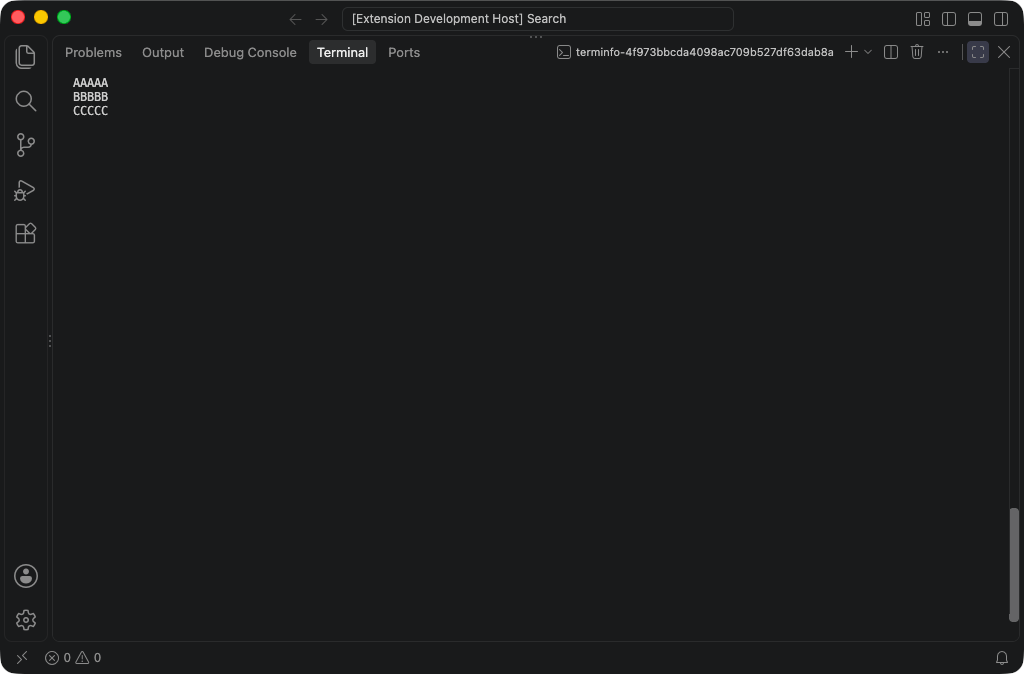 [Extension Development Host] Search
Problems Output Debug Console Terminal Ports terminfo-4f973bbcda4098ac709b527df63dab8a
AAAAA
BBBBB
CCCCC
0 0